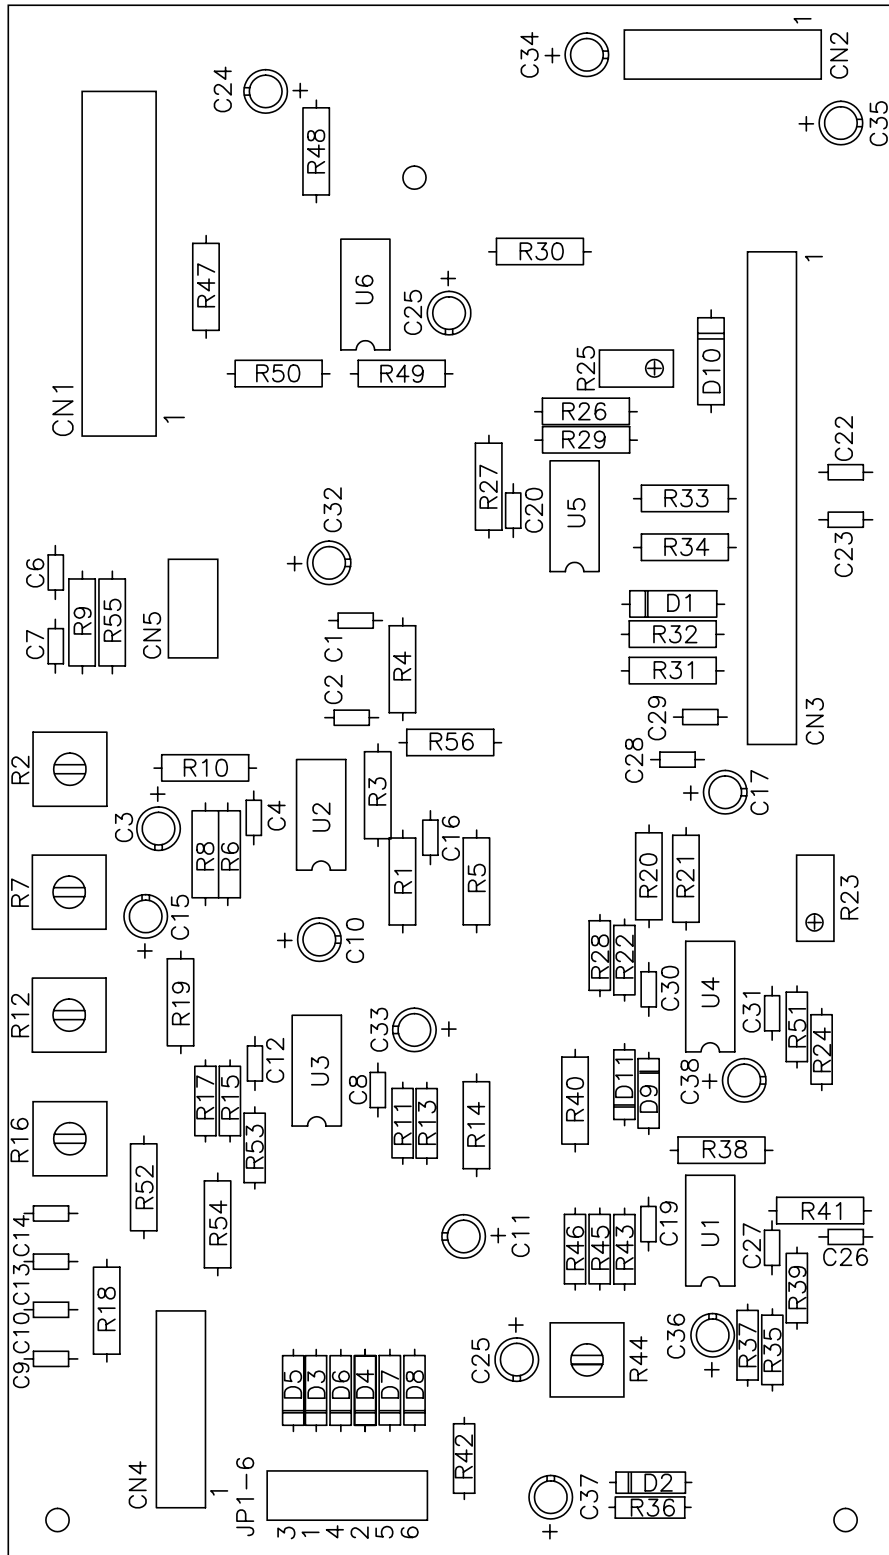 C34
1
CN2
C24
R48
C35
R47
U6
R30
C25
1
CN1
R50
R49
R25
D10
1
R26
R29
R27
C20
U5
R33
C22
C32
R34
C23
C6
C7
R9
R55
CN5
C1
R4
D1
R32
R31
C2
C29
CN3
R2
R10
R56
C28
C3
C4
U2
R3
C17
R8
R6
C16
R7
R1
R5
R20
R21
R23
C15
C10
R28
R22
C30
U4
R12
R19
C33
C31
R51
R24
C12
U3
C8
C38
R17
R15
R11
R13
R14
R40
D11
D9
R16
R53
R52
R38
C14
R54
C11
R46
R45
R43
C19
U1
R41
C27
C26
C13
C10
R18
R39
C9
D5
D3
D6
D4
D7
D8
C25
R44
C36
R37
R35
CN4
1
JP1-6
R42
C37
D2
R36
3
1
4
2
5
6